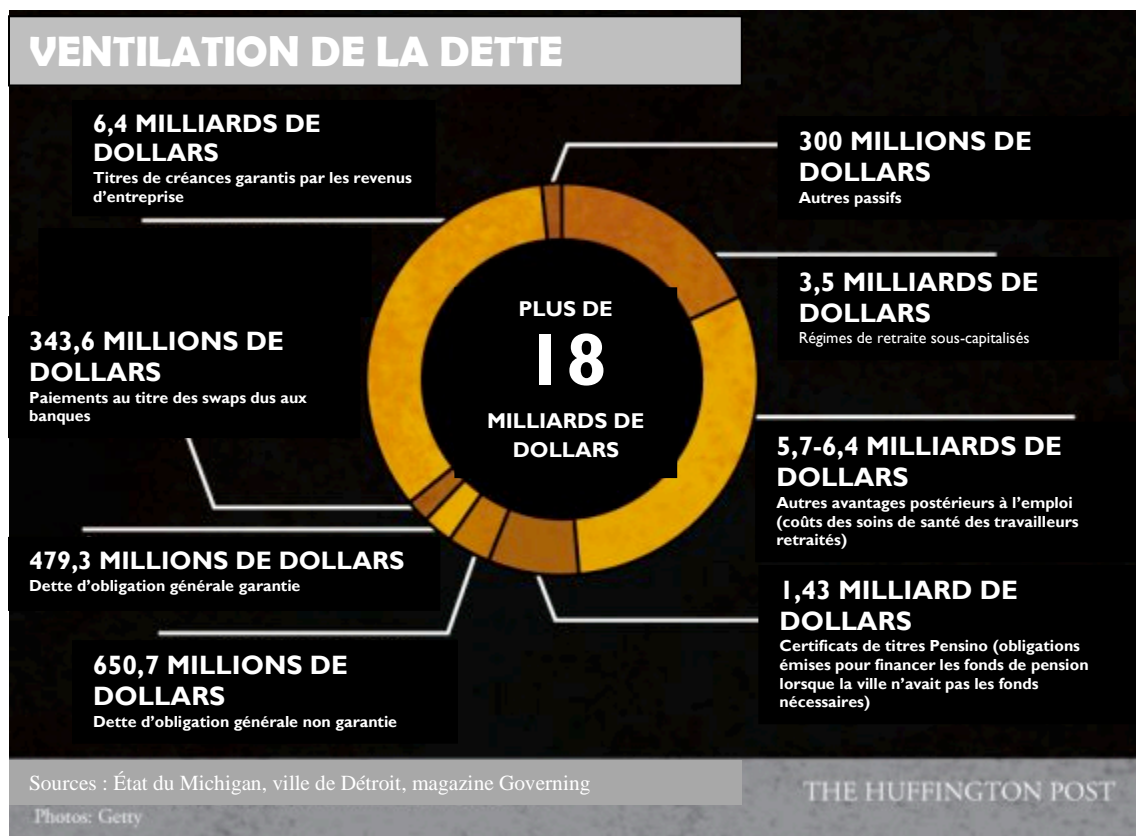 VENTILATION DE LA DETTE
6,4 MILLIARDS DE
DOLLARS
Titres de créances garantis par les revenus
d'entreprise
300 MILLIONS DE
DOLLARS
Autres passifs
3,5 MILLIARDS DE
DOLLARS
Régimes de retraite sous-capitalisés
343,6 MILLIONS DE
DOLLARS
Paiements au titre des swaps dus aux
banques
PLUS DE
18
MILLIARDS DE
DOLLARS
5,7-6,4 MILLIARDS DE
DOLLARS
Autres avantages postérieurs à l'emploi
(coûts des soins de santé des travailleurs
retraités)
479,3 MILLIONS DE DOLLARS
Dette d'obligation générale garantie
1,43 MILLIARD DE
DOLLARS
Certificats de titres Pensino (obligations
émises pour financer les fonds de pension
lorsque la ville n'avait pas les fonds
nécessaires)
650,7 MILLIONS DE
DOLLARS
Dette d'obligation générale non garantie
Sources : État du Michigan, ville de Détroit, magazine Governing
THE HUFFINGTON POST
Photos: Getty